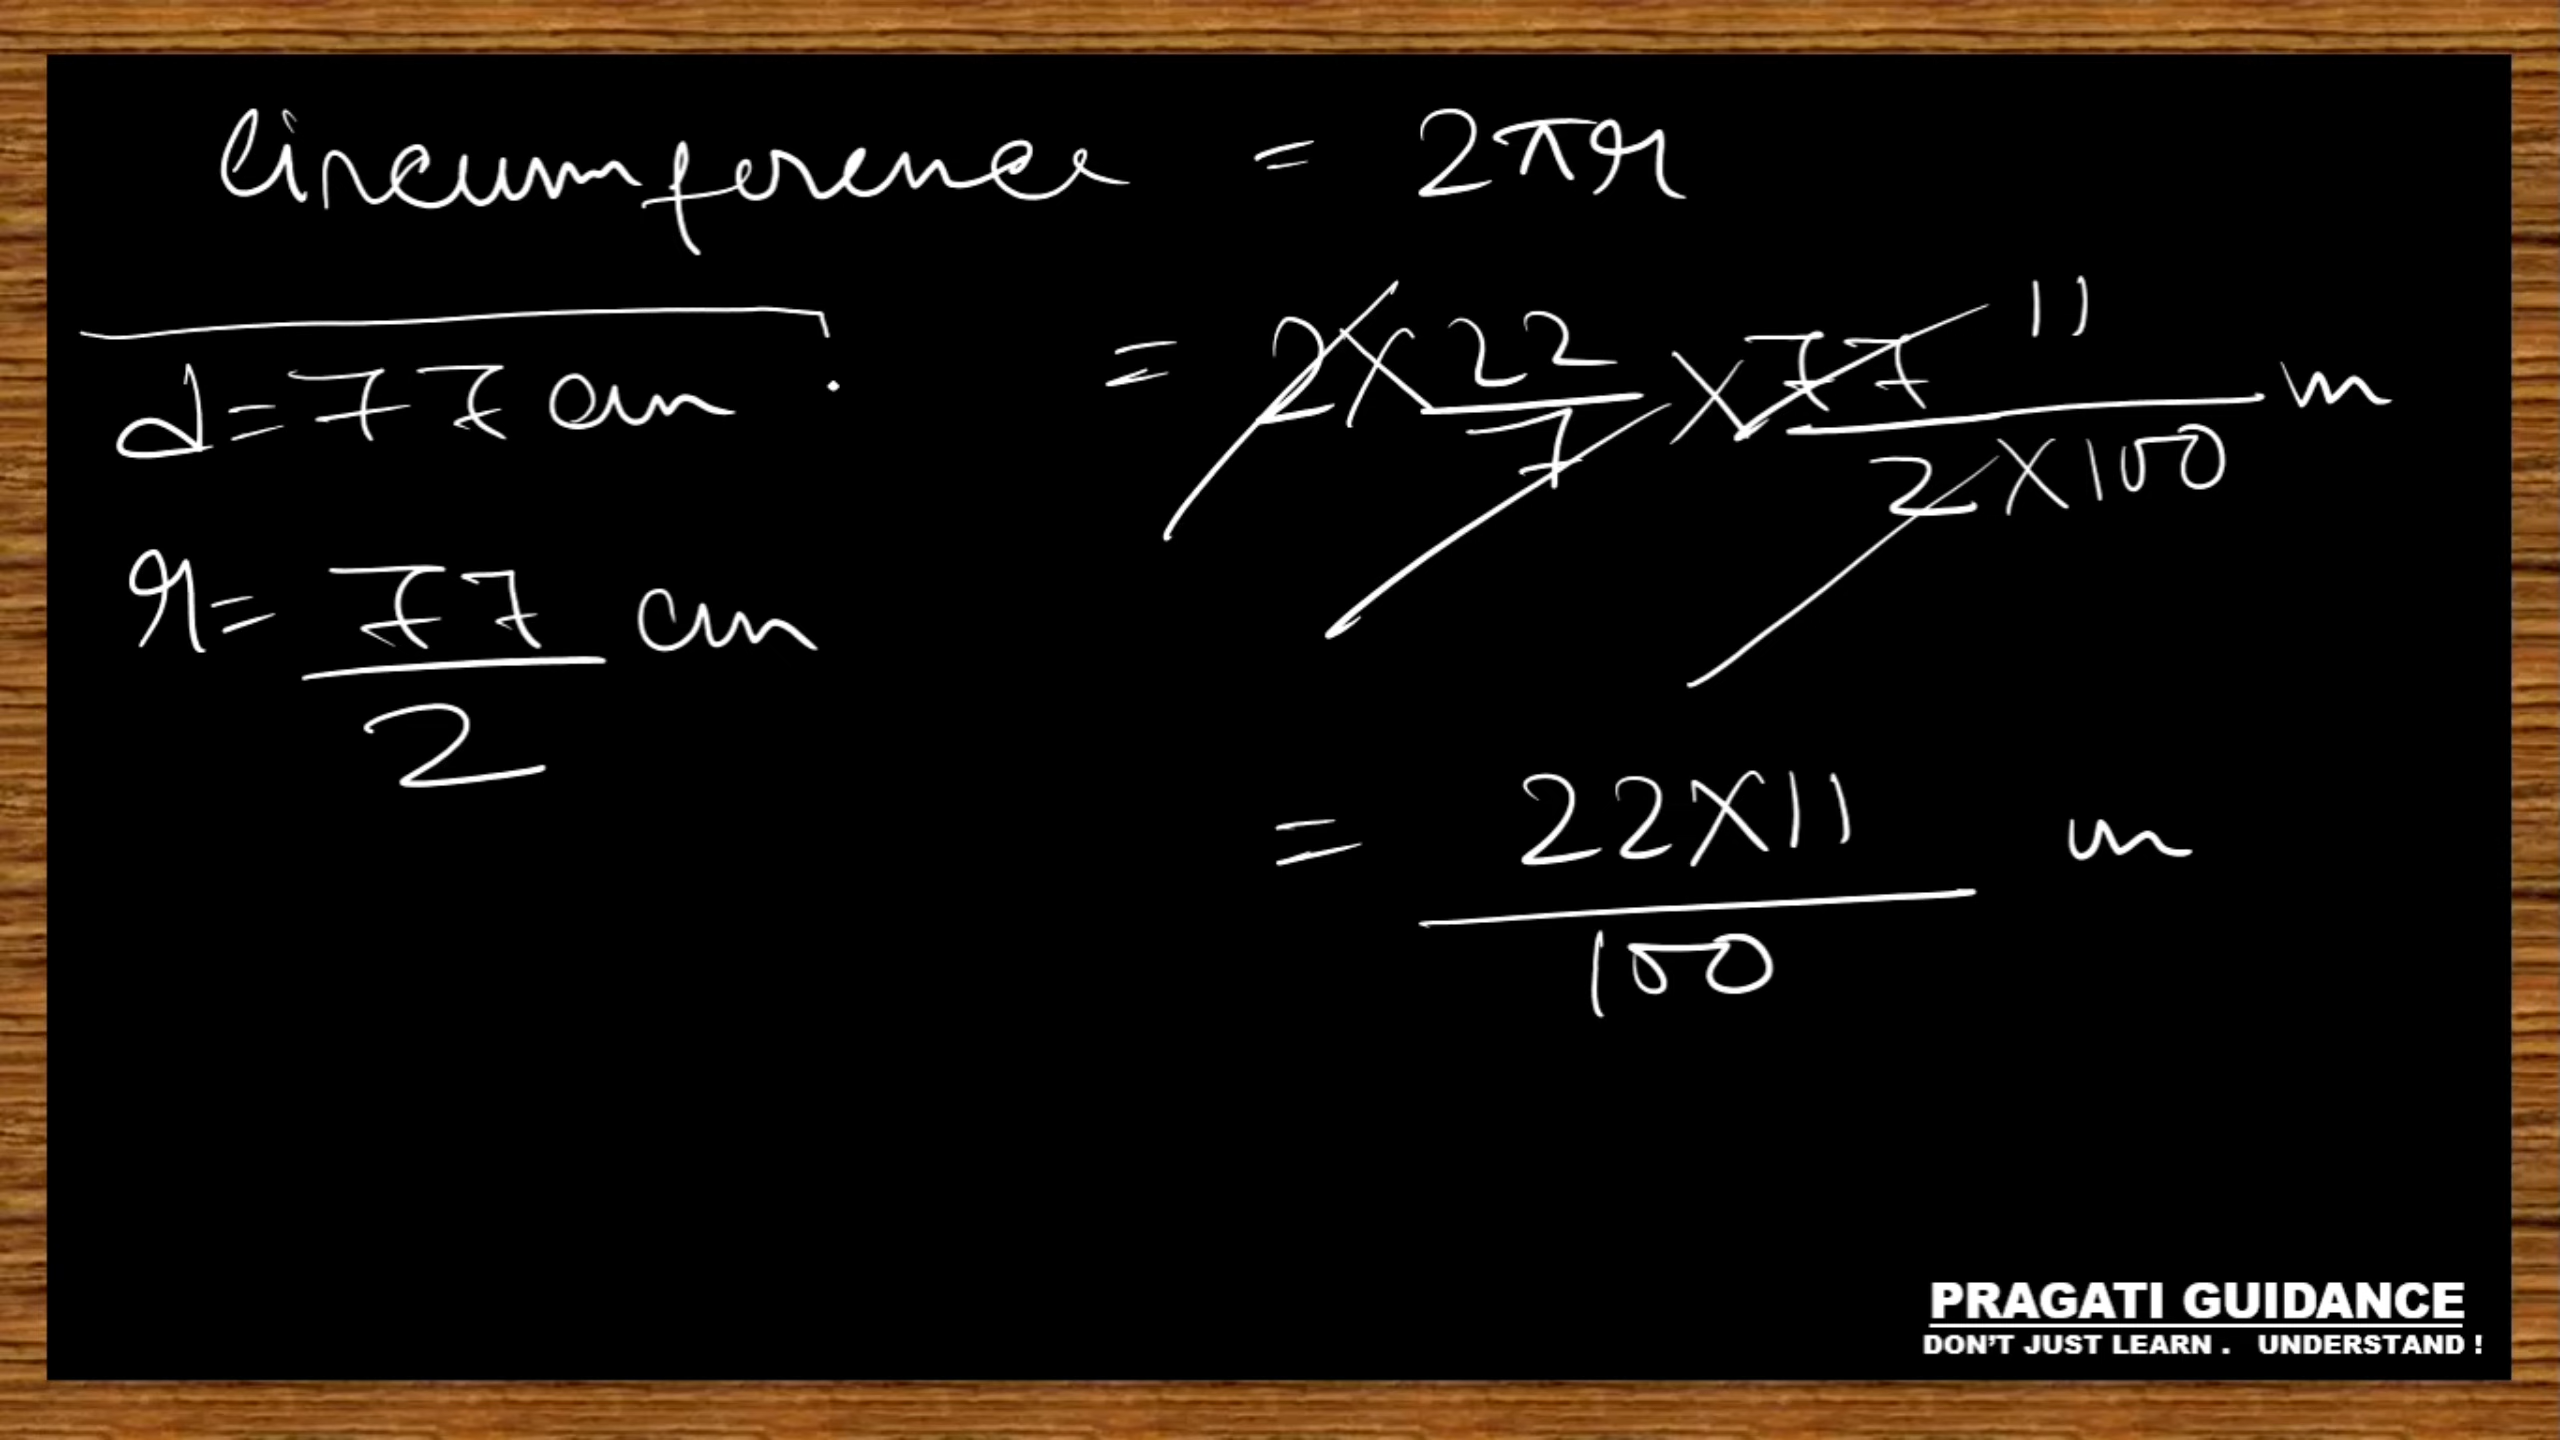 Circumference = 2πr
d = 77 cm
r = 77/2 cm
= 2 × 22/7 × 77/2×100 m
11
= 22×11/100 m
PRAGATI GUIDANCE
DON'T JUST LEARN . UNDERSTAND !